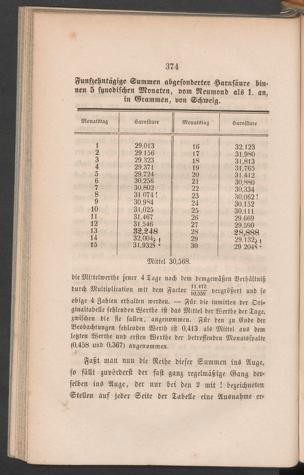 374
Funfzehntägige Summen abgesonderter Harnsäure bin-
nen 5 synodischen Monaten, vom Neumond als 1. an,
in Grammen, von Schweig.
Monatstag Harnsäure Monatstag Harnsäure
1 29,013 16 32,123
2 29,156 17 31,980
3 29,323 18 31,813
4 29,371 19 31,765
5 29,724 20 31,412
6 30,256 21 30,880
7 30,802 22 30,334
8 31,074! 23 30,062!
9 30,984 24 30,152
10 31,025 25 30,111
11 31,467 26 29,669
12 31,546 27 29,590
13 32,248 28 28,888
14 32,004! 29 29,132!
15 31,932 30 29,204
Mittel 30,568.
die Mittelwerthe jener 4 Tage nach dem demgemässen Verhältniß
durch Multiplication mit dem Factor vergrößert und so
obige 4 Zahlen erhalten werden. — Für die inmitten der Ori-
ginaltabelle fehlenden Werthe ist das Mittel der Werthe der Tage,
zwischen die sie fallen, angenommen. Für den zu Ende der
Beobachtungen fehlenden Werth ist 0,413 als Mittel aus dem
letzten Werthe und ersten Werthe der betreffenden Monatsspalte
(0,458 und 0,367) angenommen.
Faßt man nun die Reihe dieser Summen ins Auge,
so fällt zuvörderst der fast ganz regelmäßige Gang der-
selben ins Auge, der nur bei den 2 mit ! bezeichneten
Stellen auf jeder Seite der Tabelle eine Ausnahme er-